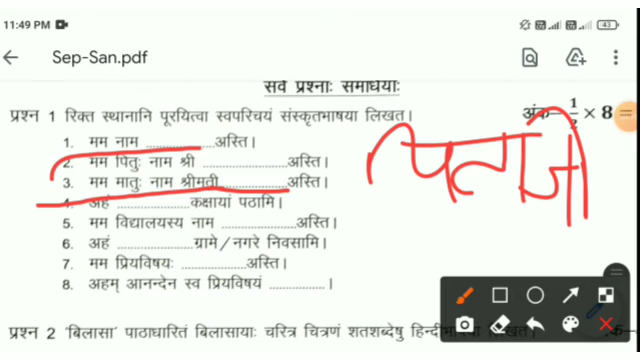 11:49 PM 43
Sep-San.pdf
सर्व प्रश्नाः समाधेयाः
प्रश्न 1 रिक्त स्थानानि पूरयित्वा स्वपरिचयं संस्कृतभाषया लिखत। अंक- 1/2 × 8
1. मम नाम ..................अस्ति।
2. मम पितुः नाम श्री .......................अस्ति।
3. मम मातुः नाम श्रीमती..................अस्ति।
पिताजी
4. अहं ....................कक्षायां पठामि।
5. मम विद्यालयस्य नाम ...................अस्ति।
6. अहं ...................ग्रामे/नगरे निवसामि।
7. मम प्रियविषयः ................अस्ति।
8. अहम् आनन्देन स्व प्रियविषयं ..............।
प्रश्न 2 'बिलासा' पाठाधारितं बिलासायाः चरित्र चित्रणं शतशब्देषु हिन्दीभाषया लिखत।